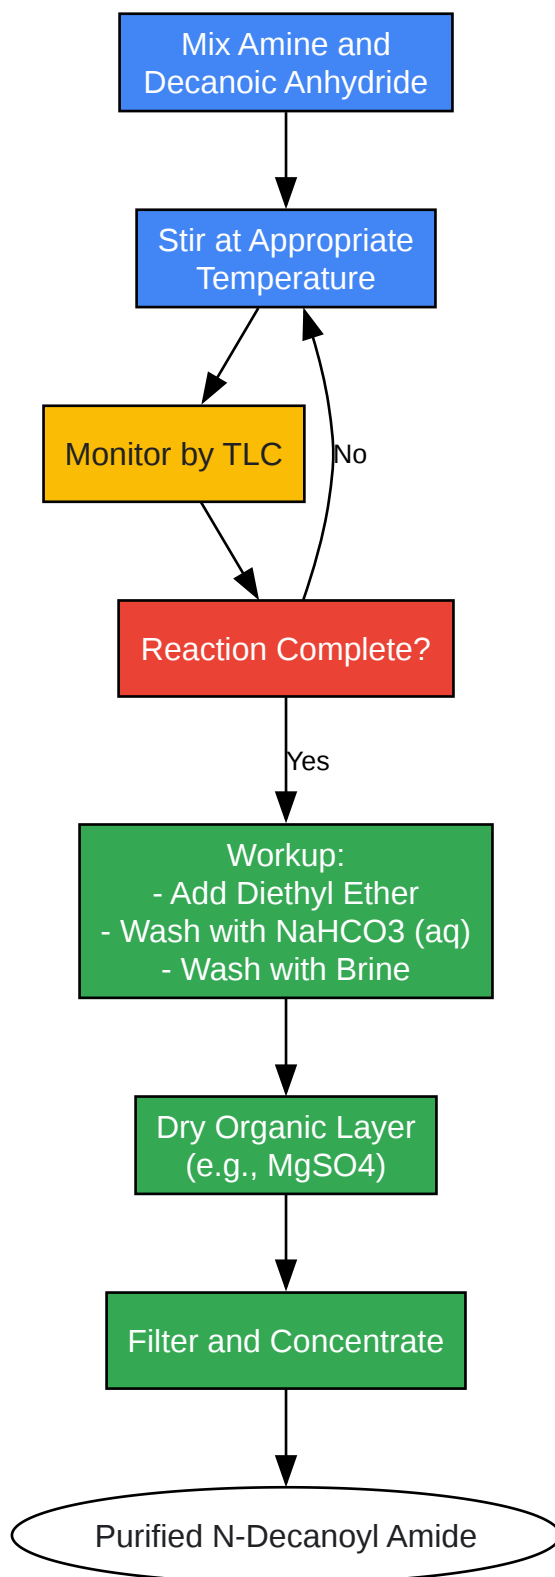 Mix Amine and
Decanoic Anhydride
Stir at Appropriate
Temperature
Monitor by TLC
No
Reaction Complete?
Yes
Workup:
- Add Diethyl Ether
- Wash with NaHCO3 (aq)
- Wash with Brine
Dry Organic Layer
(e.g., MgSO4)
Filter and Concentrate
Purified N-Decanoyl Amide